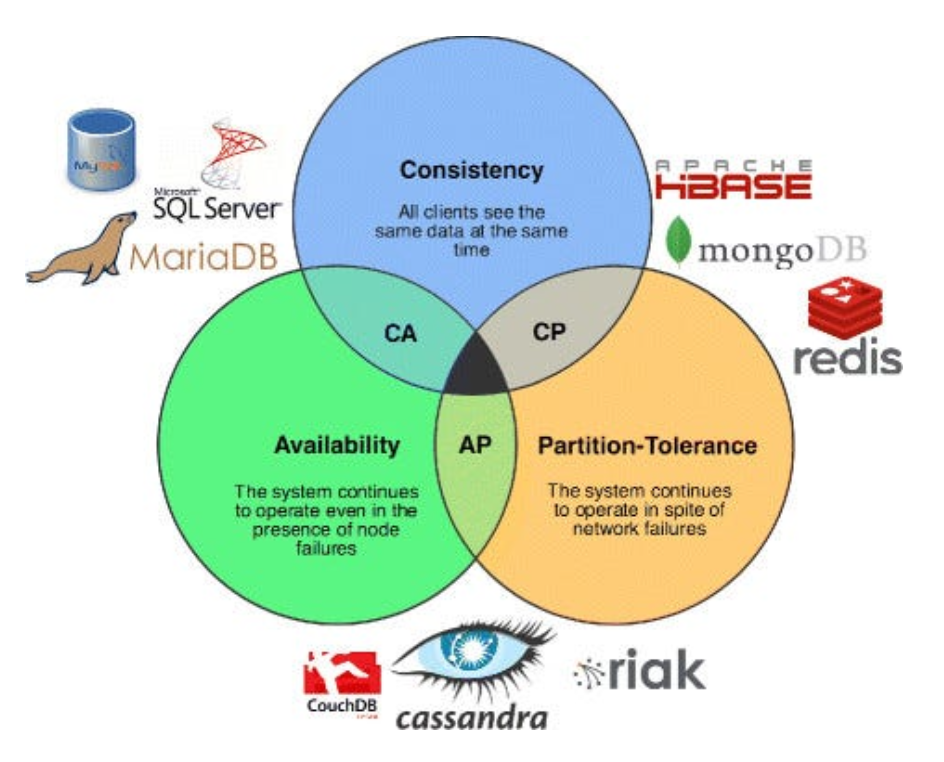 Consistency
All clients see the
same data at the same
time
MySQL
Microsoft
SQL Server
MariaDB
APACHE
HBASE
mongoDB
redis
CA
CP
AP
Availability
The system continues
to operate even in the
presence of node
failures
Partition-Tolerance
The system continues
to operate in spite of
network failures
CouchDB
cassandra
riak